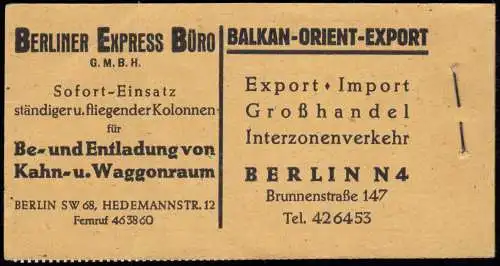 BERLINER EXPRESS BÜRO
G.M.B.H.
Sofort-Einsatz
ständiger u. fliegender Kolonnen
für
Be- und Entladung von
Kahn- u. Waggonraum
BERLIN SW 68, HEDEMANNSTR. 12
Fernruf 463860
BALKAN-ORIENT-EXPORT
Export ♦ Import
Großhandel
Interzonenverkehr
BERLIN N4
Brunnenstraße 147
Tel. 426453